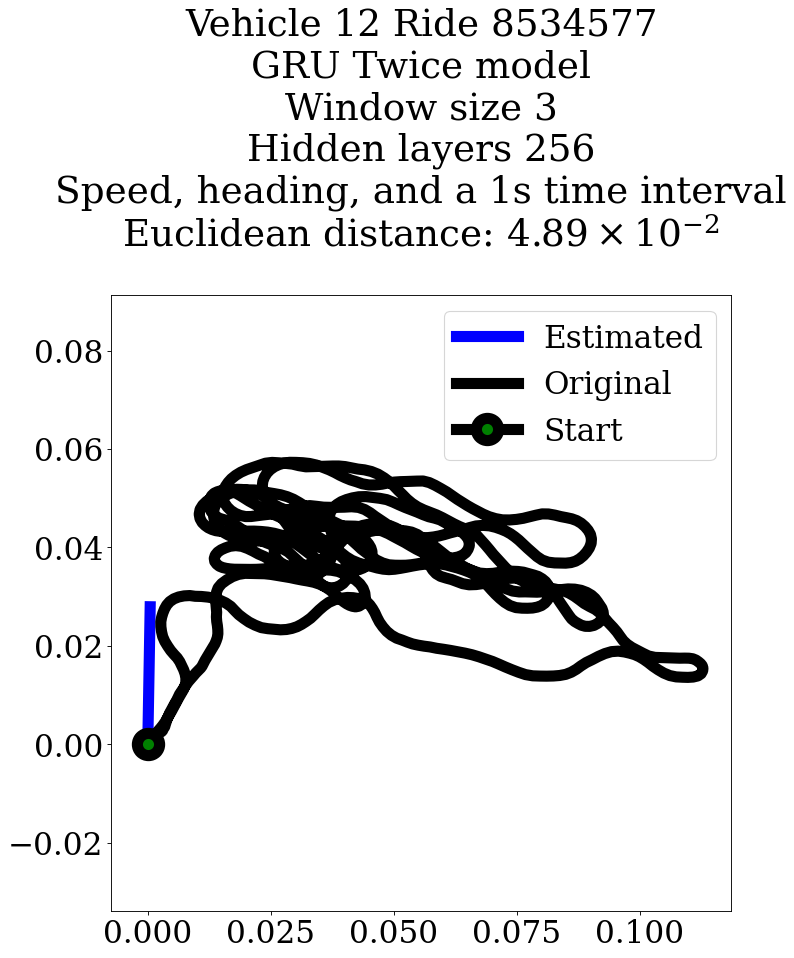 Vehicle 12 Ride 8534577
GRU Twice model
Window size 3
Hidden layers 256
Speed, heading, and a 1s time interval
Euclidean distance: 4.89 × 10⁻²
Estimated
Original
Start
0.08
0.06
0.04
0.02
0.00
−0.02
0.000 0.025 0.050 0.075 0.100